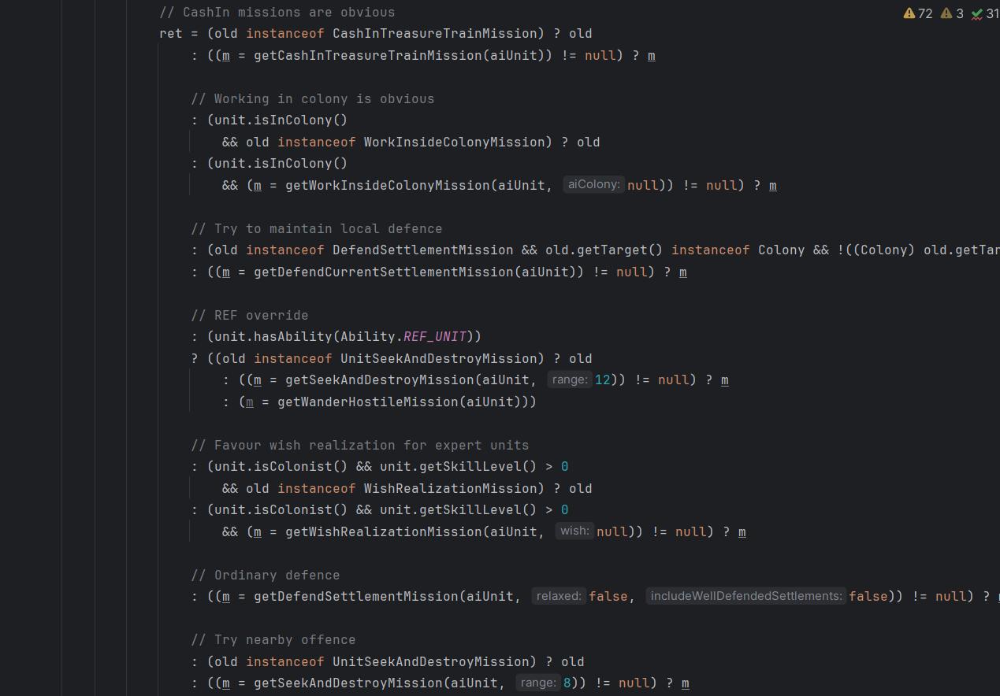 // CashIn missions are obvious
72 3 31
ret = (old instanceof CashInTreasureTrainMission) ? old
: ((m = getCashInTreasureTrainMission(aiUnit)) != null) ? m
// Working in colony is obvious
: (unit.isInColony()
&& old instanceof WorkInsideColonyMission) ? old
: (unit.isInColony()
&& (m = getWorkInsideColonyMission(aiUnit, aiColony: null)) != null) ? m
// Try to maintain local defence
: (old instanceof DefendSettlementMission && old.getTarget() instanceof Colony && !((Colony) old.getTar
: ((m = getDefendCurrentSettlementMission(aiUnit)) != null) ? m
// REF override
: (unit.hasAbility(Ability.REF_UNIT))
? ((old instanceof UnitSeekAndDestroyMission) ? old
: ((m = getSeekAndDestroyMission(aiUnit, range: 12)) != null) ? m
: (m = getWanderHostileMission(aiUnit)))
// Favour wish realization for expert units
: (unit.isColonist() && unit.getSkillLevel() > 0
&& old instanceof WishRealizationMission) ? old
: (unit.isColonist() && unit.getSkillLevel() > 0
&& (m = getWishRealizationMission(aiUnit, wish: null)) != null) ? m
// Ordinary defence
: ((m = getDefendSettlementMission(aiUnit, relaxed: false, includeWellDefendedSettlements: false)) != null) ?
// Try nearby offence
: (old instanceof UnitSeekAndDestroyMission) ? old
: ((m = getSeekAndDestroyMission(aiUnit, range: 8)) != null) ? m